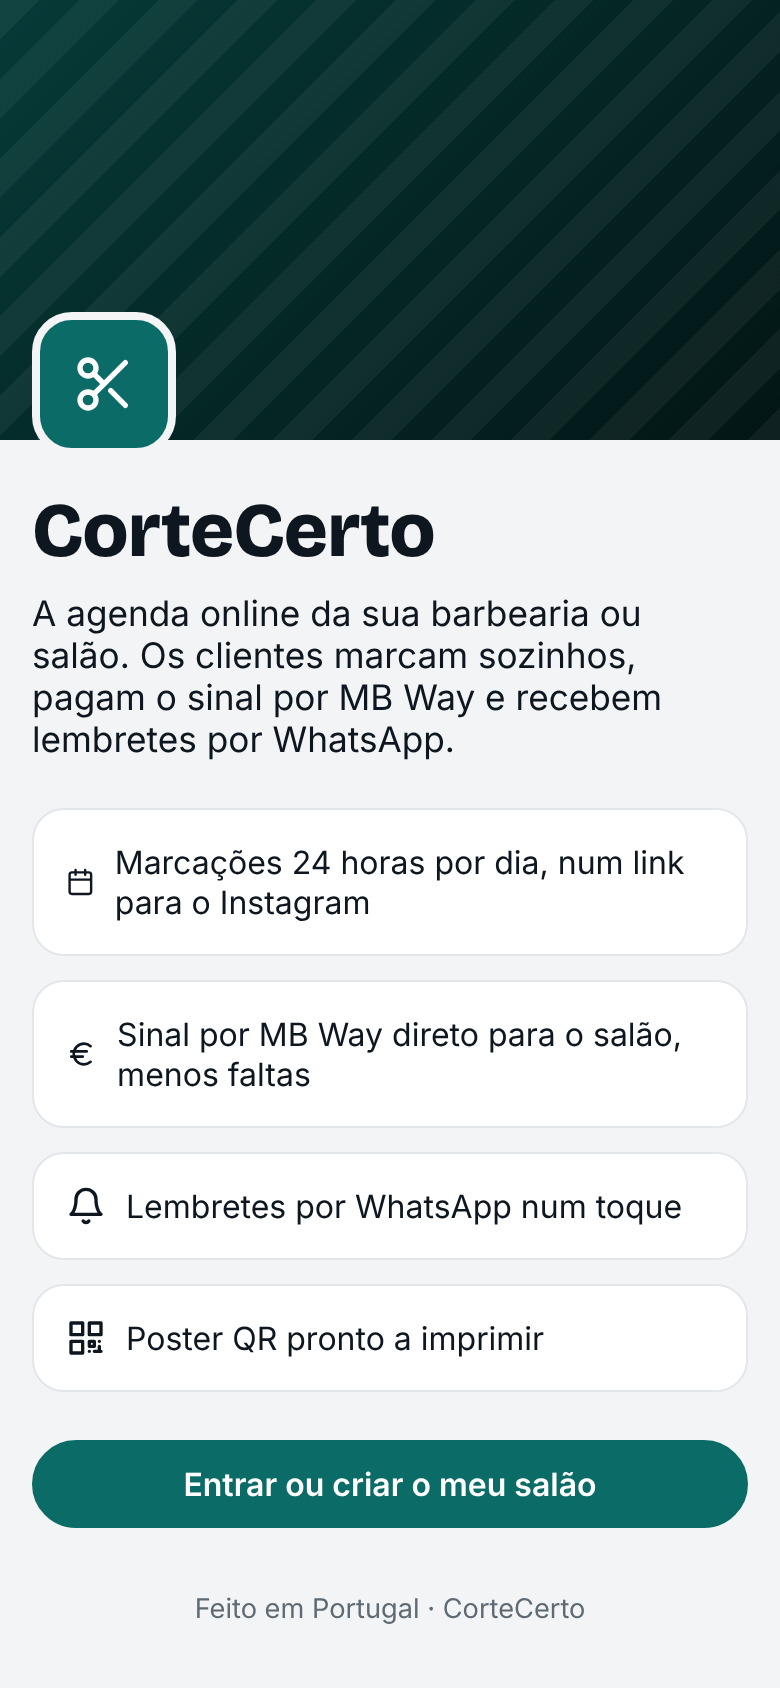 CorteCerto
A agenda online da sua barbearia ou
salão. Os clientes marcam sozinhos,
pagam o sinal por MB Way e recebem
lembretes por WhatsApp.
Marcações 24 horas por dia, num link
para o Instagram
€ Sinal por MB Way direto para o salão,
menos faltas
Lembretes por WhatsApp num toque
Poster QR pronto a imprimir
Entrar ou criar o meu salão
Feito em Portugal · CorteCerto